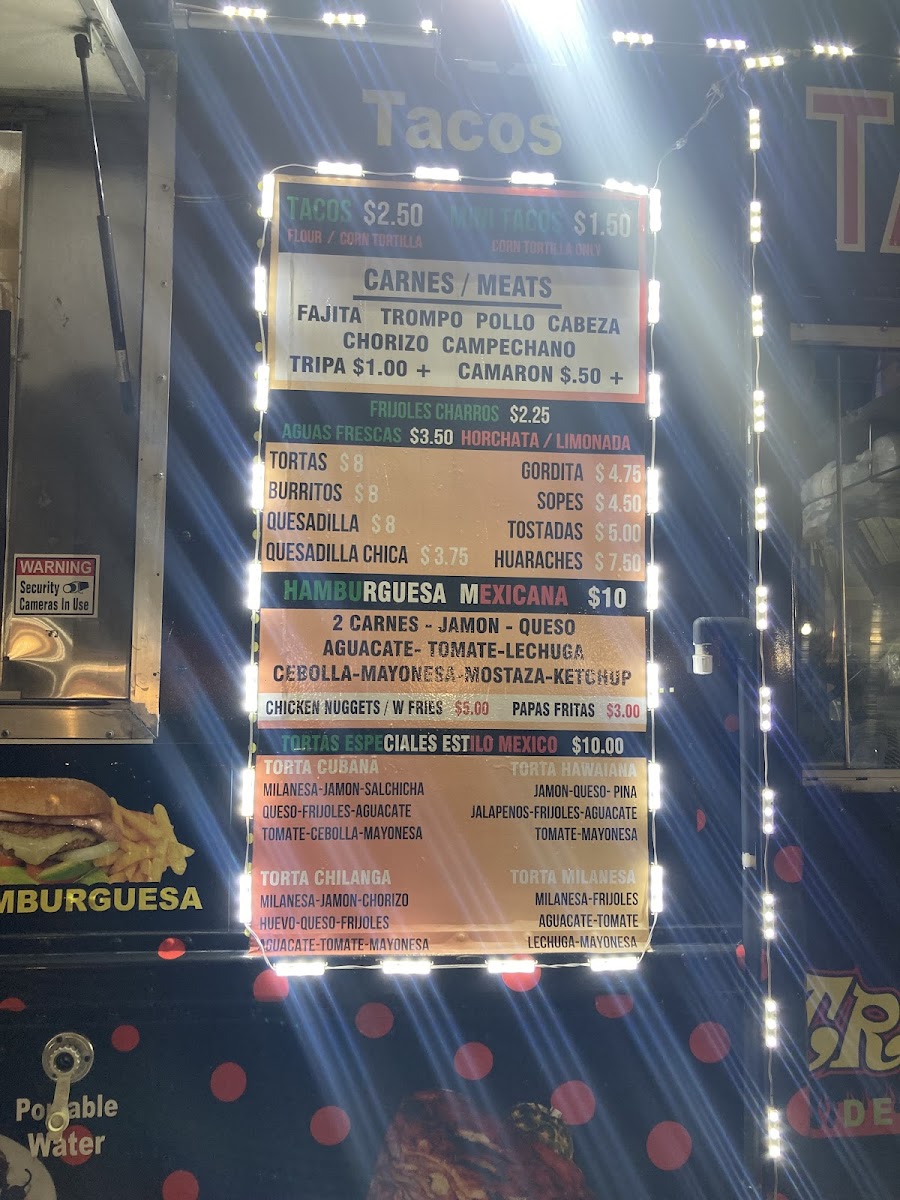 Tacos
TACOS $2.50 MINI TACOS $1.50
FLOUR / CORN TORTILLA CORN TORTILLA ONLY
CARNES / MEATS
FAJITA TROMPO POLLO CABEZA
CHORIZO CAMPECHANO
TRIPA $1.00 + CAMARON $.50 +
FRIJOLES CHARROS $2.25
AGUAS FRESCAS $3.50 HORCHATA / LIMONADA
TORTAS $8 GORDITA $4.75
BURRITOS $8 SOPES $4.50
QUESADILLA $8 TOSTADAS $5.00
QUESADILLA CHICA $3.75 HUARACHES $7.50
HAMBURGUESA MEXICANA $10
2 CARNES - JAMON - QUESO
AGUACATE- TOMATE-LECHUGA
CEBOLLA-MAYONESA-MOSTAZA-KETCHUP
CHICKEN NUGGETS / W FRIES $5.00 PAPAS FRITAS $3.00
TORTAS ESPECIALES ESTILO MEXICO $10.00
TORTA CUBANA
MILANESA-JAMON-SALCHICHA
QUESO-FRIJOLES-AGUACATE
TOMATE-CEBOLLA-MAYONESA
TORTA HAWAIANA
JAMON-QUESO- PINA
JALAPENOS-FRIJOLES-AGUACATE
TOMATE-MAYONESA
TORTA CHILANGA
MILANESA-JAMON-CHORIZO
HUEVO-QUESO-FRIJOLES
AGUACATE-TOMATE-MAYONESA
TORTA MILANESA
MILANESA-FRIJOLES
AGUACATE-TOMATE
LECHUGA-MAYONESA
WARNING
Security
Cameras In Use
MBURGUESA
Portable
Water
TA
DE